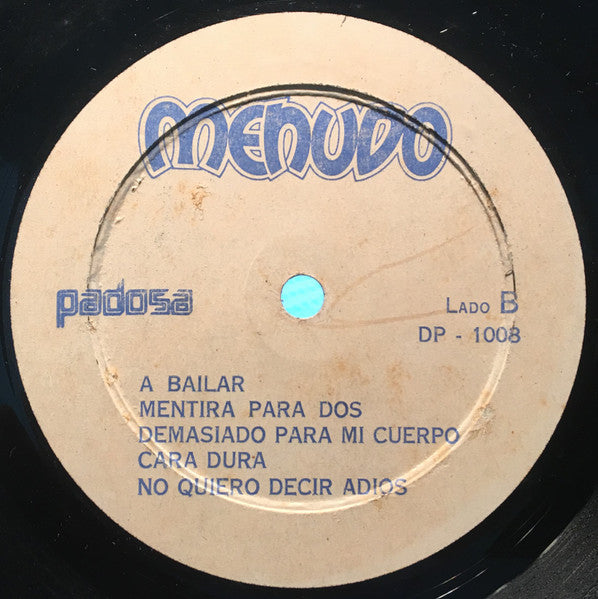 MENUDO
padosa
LADO B
DP - 1008
A BAILAR
MENTIRA PARA DOS
DEMASIADO PARA MI CUERPO
CARA DURA
NO QUIERO DECIR ADIOS